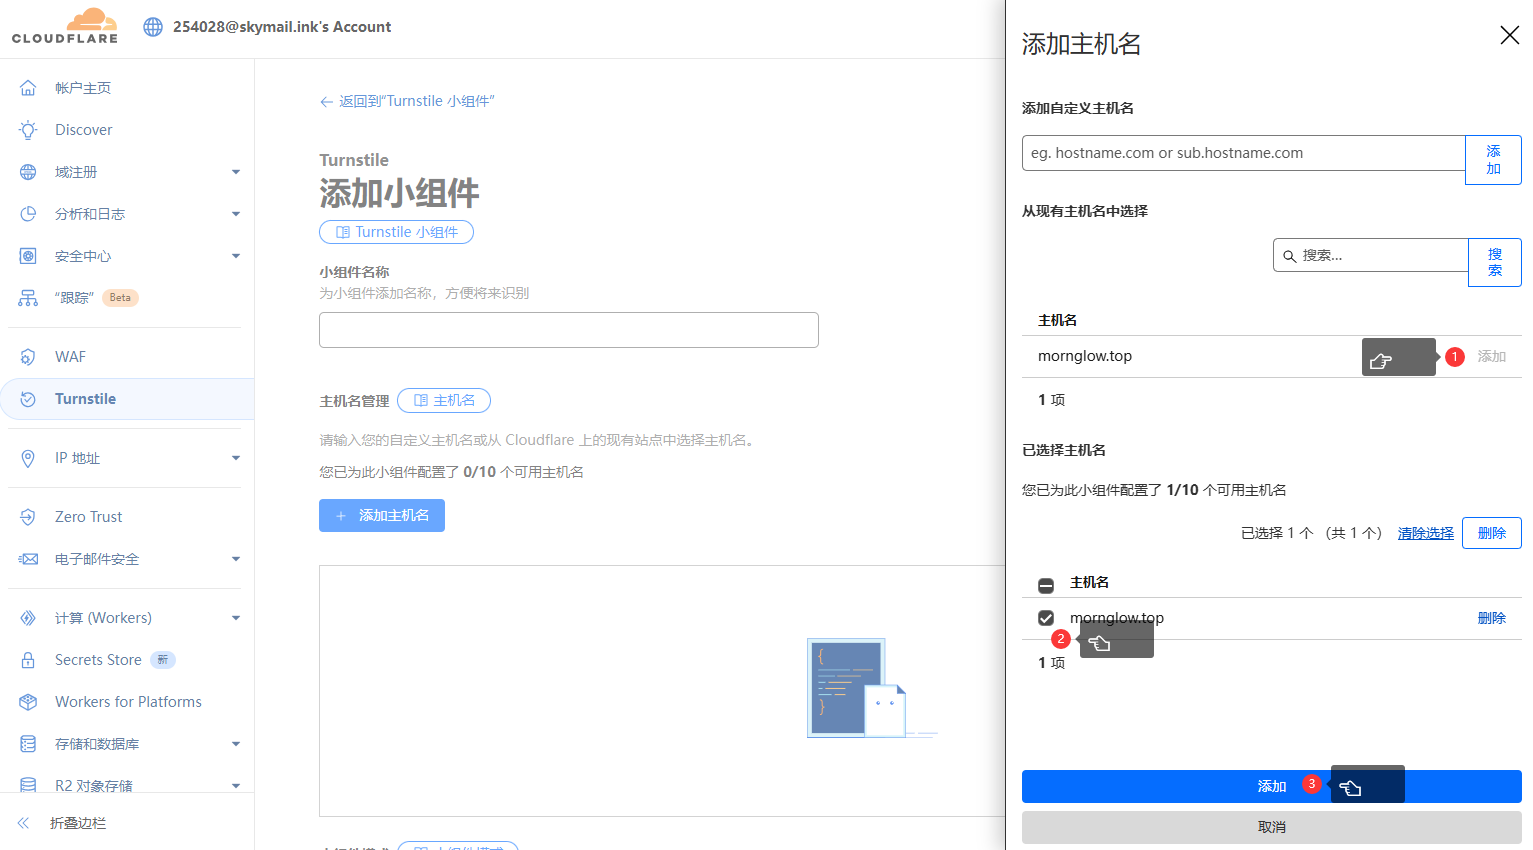 CLOUDFLARE
254028@skymail.ink's Account
帐户主页
Discover
域注册
分析和日志
安全中心
“跟踪” Beta
WAF
Turnstile
IP 地址
Zero Trust
电子邮件安全
计算 (Workers)
Secrets Store 新
Workers for Platforms
存储和数据库
R2 对象存储
折叠边栏
返回到“Turnstile 小组件”
Turnstile
添加小组件
Turnstile 小组件
小组件名称
为小组件添加名称，方便将来识别
主机名管理 主机名
请输入您的自定义主机名或从 Cloudflare 上的现有站点中选择主机名。
您已为此小组件配置了 0/10 个可用主机名
+ 添加主机名
小组件模式 小组件模式
添加主机名
添加自定义主机名
eg. hostname.com or sub.hostname.com
添加
从现有主机名中选择
搜索...
搜索
主机名
mornglow.top 1 添加
1 项
已选择主机名
您已为此小组件配置了 1/10 个可用主机名
已选择 1 个 （共 1 个） 清除选择 删除
主机名
mornglow.top 删除
2
1 项
添加 3
取消